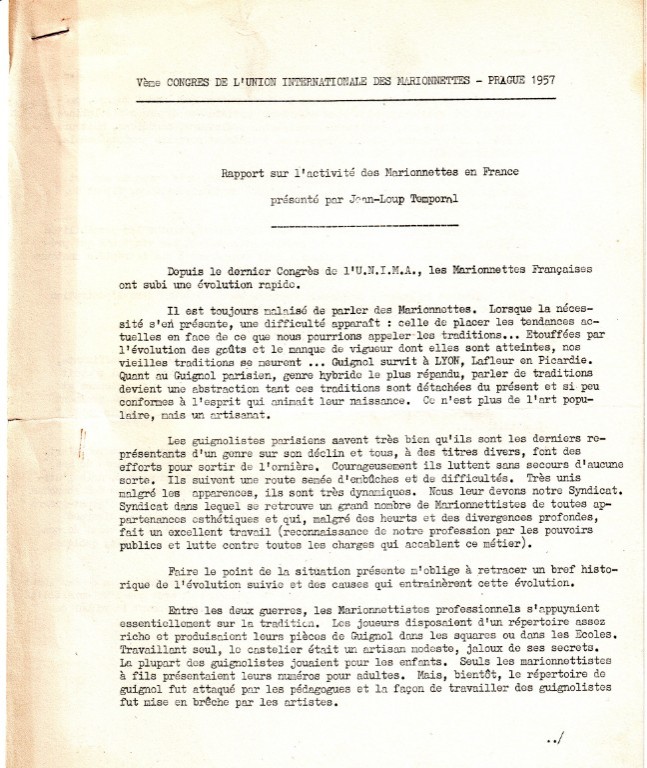 Vème CONGRES DE L'UNION INTERNATIONALE DES MARIONNETTES - PRAGUE 1957
Rapport sur l'activité des Marionnettes en France
présenté par Jean-Loup Temporal
Depuis le dernier Congrès de l'U.N.I.M.A., les Marionnettes Françaises
ont subi une évolution rapide.
Il est toujours malaisé de parler des Marionnettes. Lorsque la néces-
sité s'en présente, une difficulté apparaît : celle de placer les tendances ac-
tuelles en face de ce que nous pourrions appeler les traditions... Etouffées par
l'évolution des goûts et le manque de vigueur dont elles sont atteintes, nos
vieilles traditions se meurent ... Guignol survit à LYON, Lafleur en Picardie.
Quant au Guignol parisien, genre hybride le plus répandu, parler de traditions
devient une abstraction tant ces traditions sont détachées du présent et si peu
conformes à l'esprit qui animait leur naissance. Ce n'est plus de l'art popu-
laire, mais un artisanat.
Les guignolistes parisiens aavent très bien qu'ils sont les derniers re-
présentants d'un genre sur son déclin et tous, à des titres divers, font des
efforts pour sortir de l'ornière. Courageusement ils luttent sans secours d'aucune
sorte. Ils suivent une route semée d'embûches et de difficultés. Très unis
malgré les apparences, ils sont très dynamiques. Nous leur devons notre Syndicat.
Syndicat dans lequel se retrouve un grand nombre de Marionnettistes de toutes ap-
partenances esthétiques et qui, malgré des heurts et des divergences profondes,
fait un excellent travail (reconnaissance de notre profession par les pouvoirs
publics et lutte contre toutes les charges qui accablent ce métier).
Faire le point de la situation présente m'oblige à retracer un bref histo-
rique de l'évolution suivie et des causes qui entrainèrent cette évolution.
Entre les deux guerres, les Marionnettistes professionnels s'appuyaient
essentiellement sur la tradition. Les joueurs disposaient d'un répertoire assez
riche et produisaient leurs pièces de Guignol dans les squares ou dans les Ecoles.
Travaillant seul, le castelier était un artisan modeste, jaloux de ses secrets.
La plupart des guignolistes jouaient pour les enfants. Seuls les marionnettistes
à fils présentaient leurs numéros pour adultes. Mais, bientôt, le répertoire de
guignol fut attaqué par les pédagogues et la façon de travailler des guignolistes
fut mise en brèche par les artistes.
../